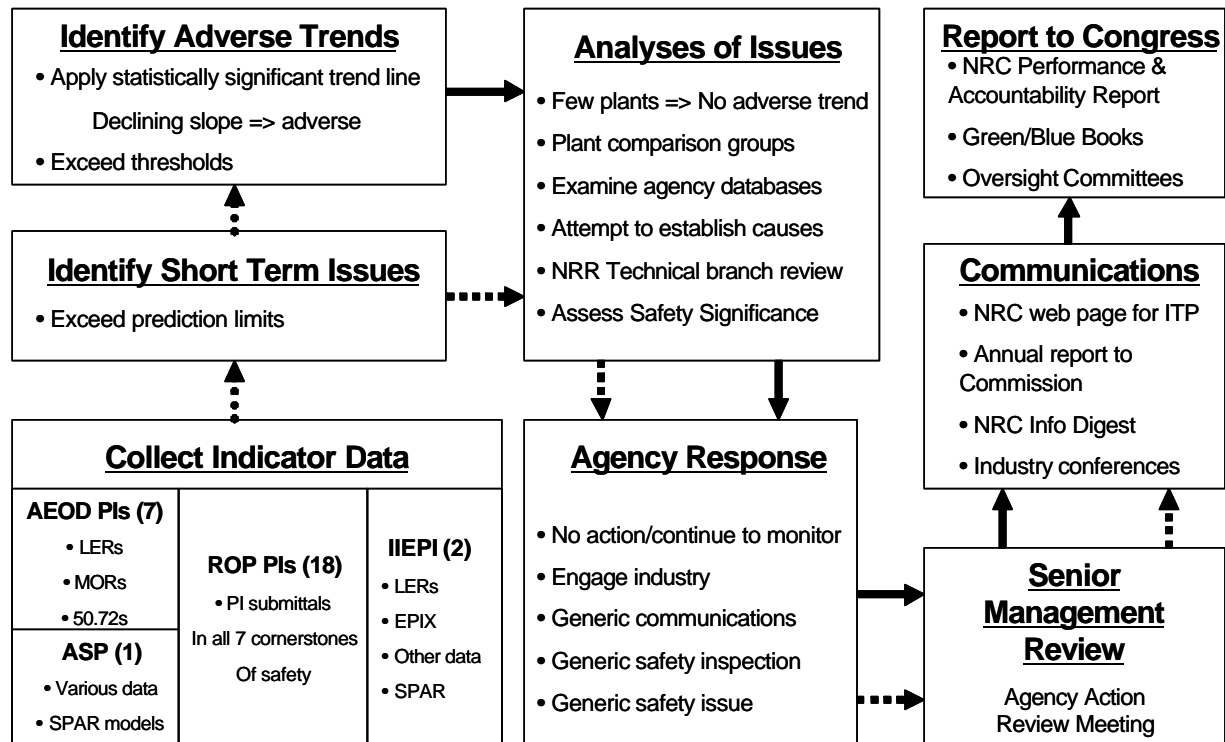 Identify Adverse Trends
• Apply statistically significant trend line
Declining slope => adverse
• Exceed thresholds
Identify Short Term Issues
• Exceed prediction limits
Collect Indicator Data
AEOD PIs (7)
• LERs
• MORs
• 50.72s
ASP (1)
• Various data
• SPAR models
ROP PIs (18)
• PI submittals
In all 7 cornerstones
Of safety
IIEPI (2)
• LERs
• EPIX
• Other data
• SPAR
Analyses of Issues
• Few plants => No adverse trend
• Plant comparison groups
• Examine agency databases
• Attempt to establish causes
• NRR Technical branch review
• Assess Safety Significance
Agency Response
• No action/continue to monitor
• Engage industry
• Generic communications
• Generic safety inspection
• Generic safety issue
Report to Congress
• NRC Performance &
Accountability Report
• Green/Blue Books
• Oversight Committees
Communications
• NRC web page for ITP
• Annual report to
Commission
• NRC Info Digest
• Industry conferences
Senior
Management
Review
Agency Action
Review Meeting